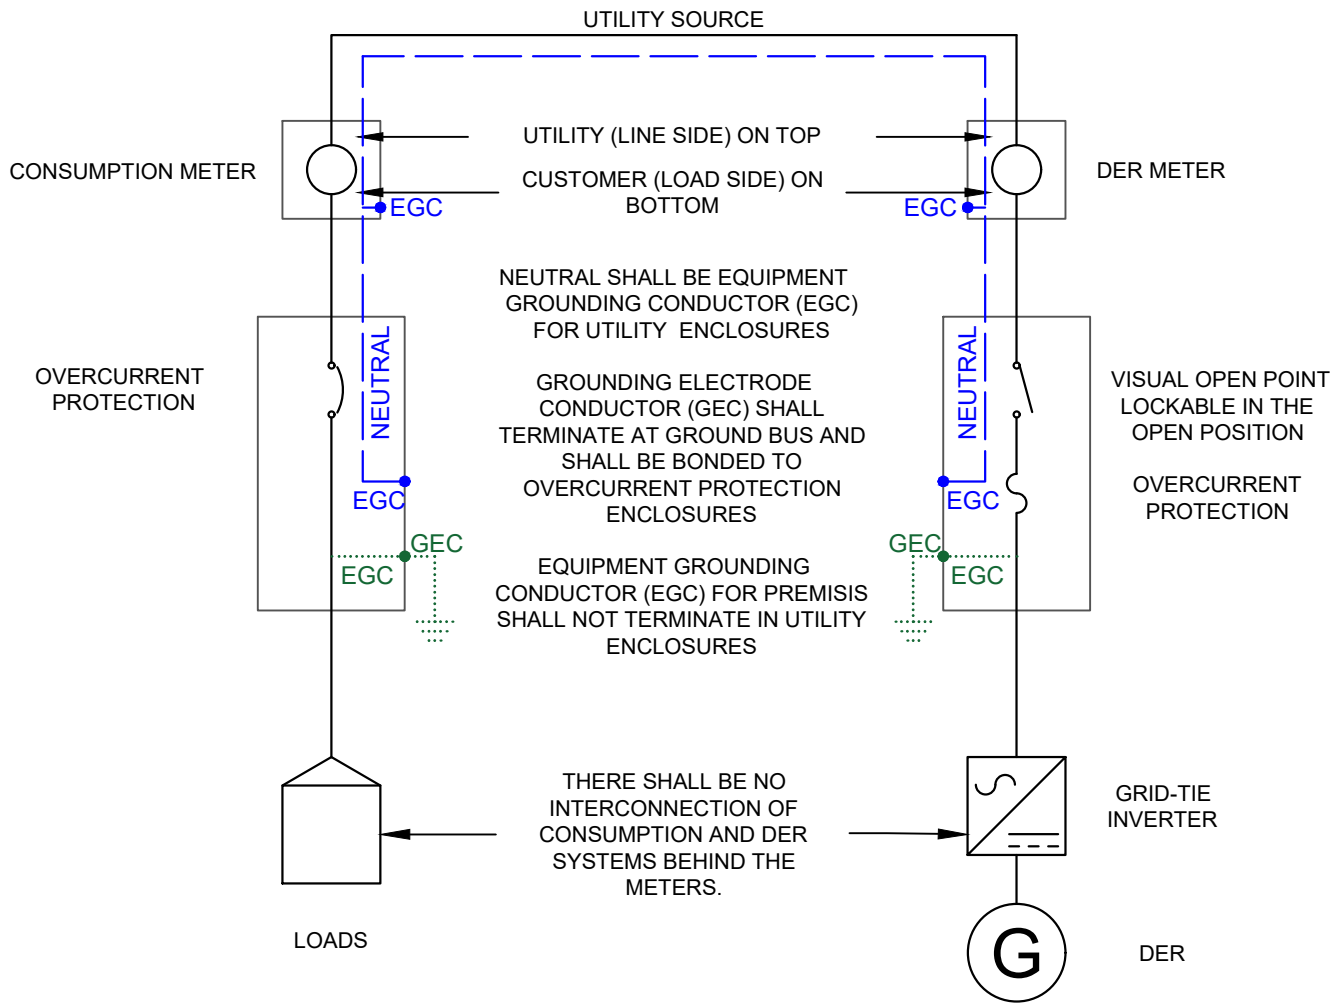 UTILITY SOURCE
UTILITY (LINE SIDE) ON TOP
CONSUMPTION METER
CUSTOMER (LOAD SIDE) ON
BOTTOM
DER METER
EGC
EGC
NEUTRAL SHALL BE EQUIPMENT
GROUNDING CONDUCTOR (EGC)
FOR UTILITY ENCLOSURES
OVERCURRENT
PROTECTION
NEUTRAL
GROUNDING ELECTRODE
CONDUCTOR (GEC) SHALL
TERMINATE AT GROUND BUS AND
SHALL BE BONDED TO
OVERCURRENT PROTECTION
ENCLOSURES
NEUTRAL
VISUAL OPEN POINT
LOCKABLE IN THE
OPEN POSITION
OVERCURRENT
PROTECTION
EGC
EGC
GEC
EGC
GEC
EGC
EQUIPMENT GROUNDING
CONDUCTOR (EGC) FOR PREMISIS
SHALL NOT TERMINATE IN UTILITY
ENCLOSURES
THERE SHALL BE NO
INTERCONNECTION OF
CONSUMPTION AND DER
SYSTEMS BEHIND THE
METERS.
GRID-TIE
INVERTER
LOADS
G
DER